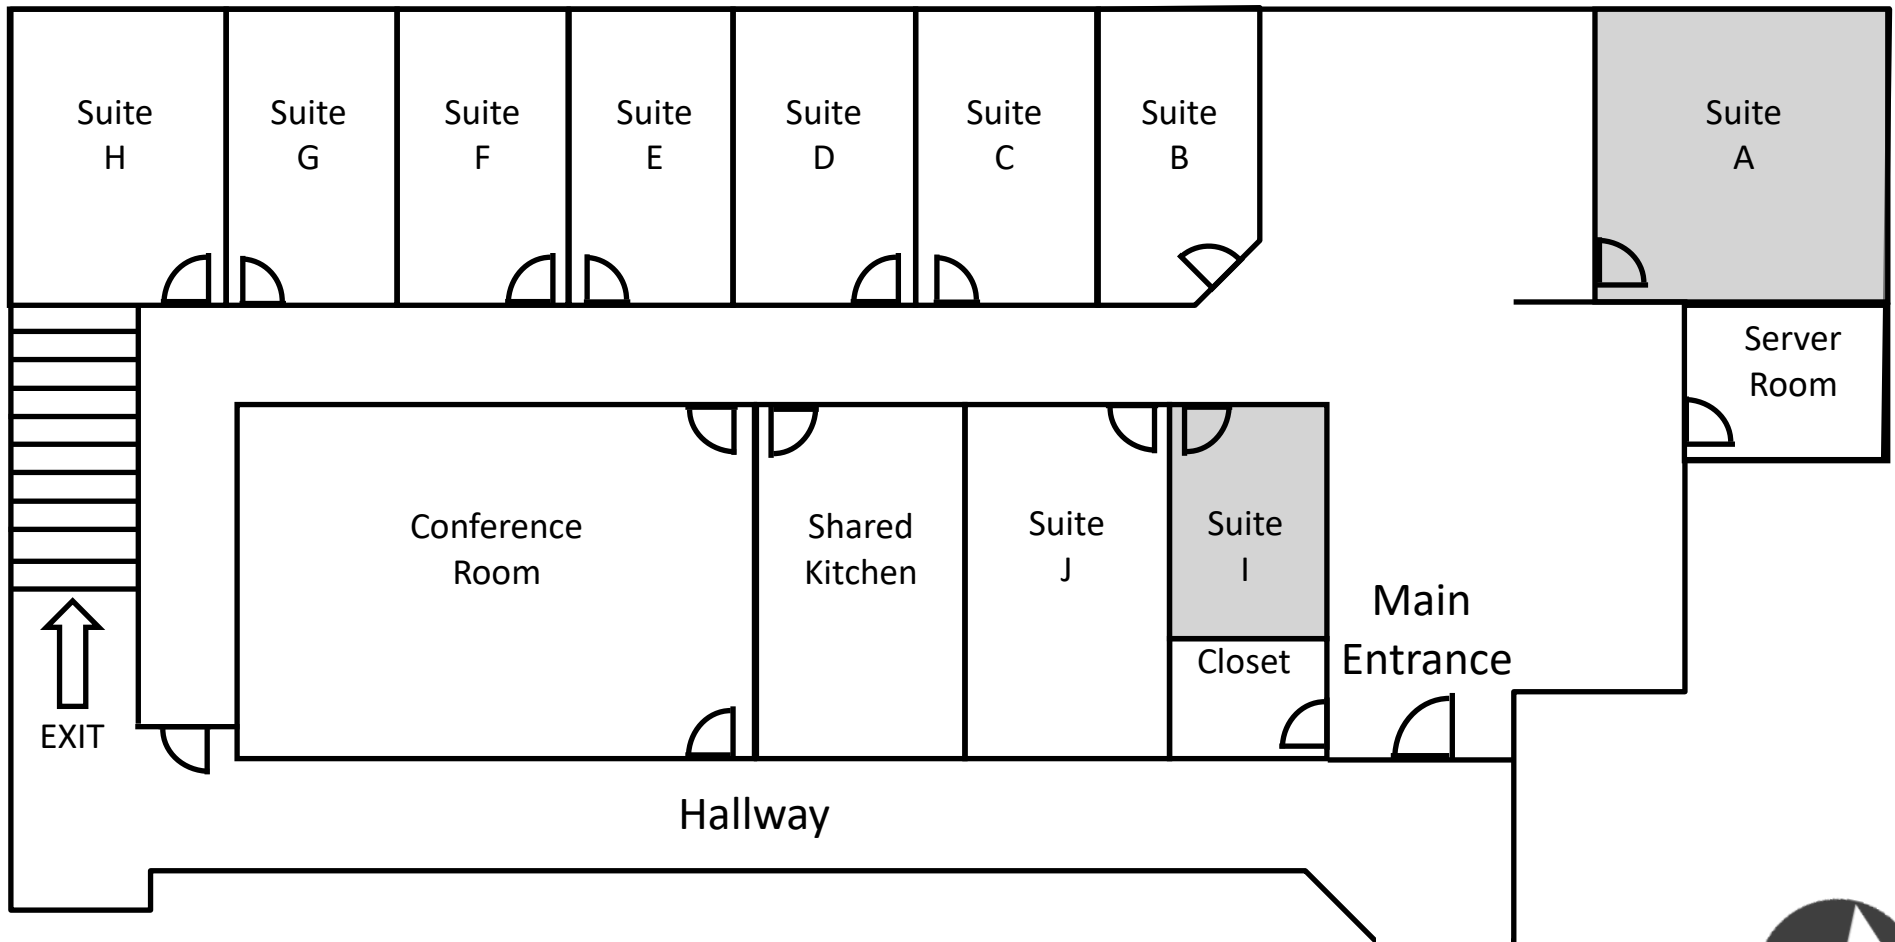 Suite
H
Suite
G
Suite
F
Suite
E
Suite
D
Suite
C
Suite
B
Suite
A
Server
Room
Conference
Room
Shared
Kitchen
Suite
J
Suite
I
Closet
Main
Entrance
EXIT
Hallway